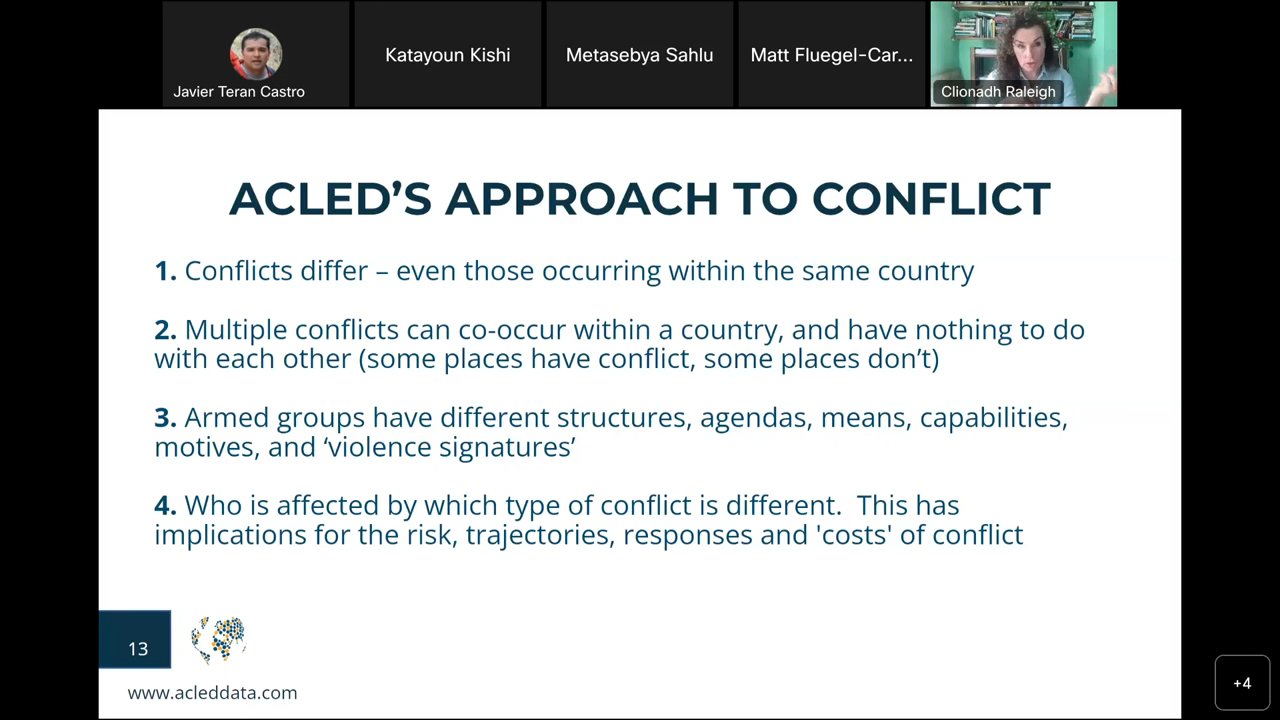 Javier Teran Castro
Katayoun Kishi
Metasebya Sahlu
Matt Fluegel-Car...
Clionadh Raleigh
ACLED’S APPROACH TO CONFLICT
1. Conflicts differ – even those occurring within the same country
2. Multiple conflicts can co-occur within a country, and have nothing to do
with each other (some places have conflict, some places don’t)
3. Armed groups have different structures, agendas, means, capabilities,
motives, and ‘violence signatures’
4. Who is affected by which type of conflict is different.  This has
implications for the risk, trajectories, responses and 'costs' of conflict
13
www.acleddata.com
+4